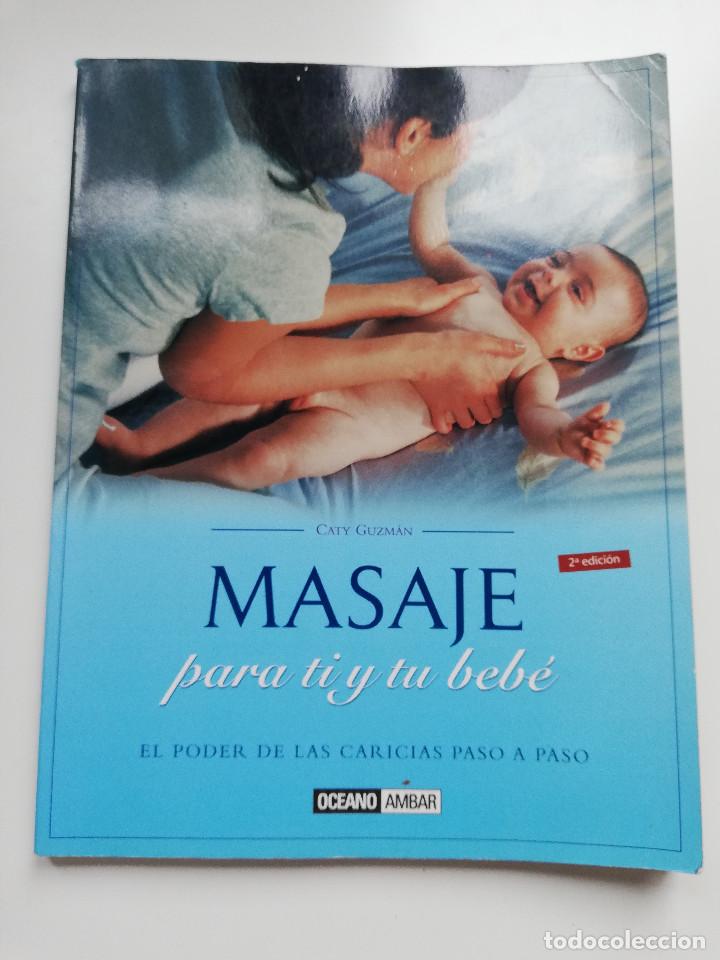 CATY GUZMÁN
2ª edición
MASAJE
para ti y tu bebé
EL PODER DE LAS CARICIAS PASO A PASO
OCEANO AMBAR
todocoleccion